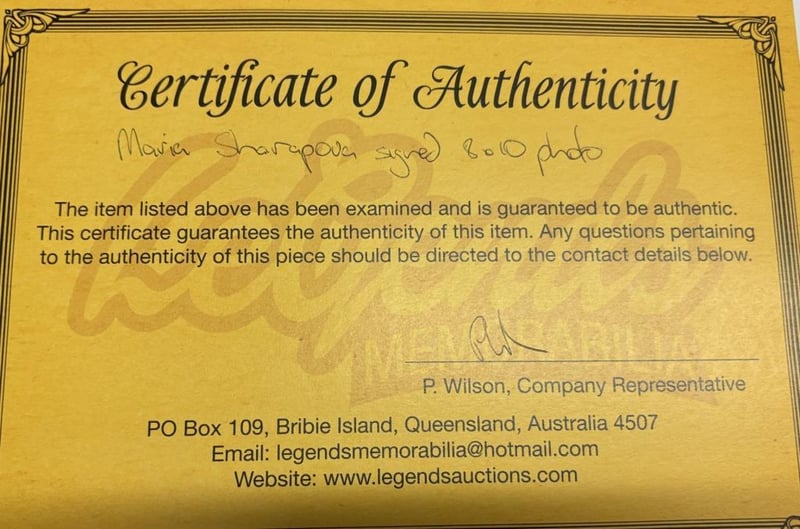 Certificate of Authenticity
Maria Sharapova signed 8x10 photo
The item listed above has been examined and is guaranteed to be authentic.
This certificate guarantees the authenticity of this item. Any questions pertaining
to the authenticity of this piece should be directed to the contact details below.
Legends
MEMORABILIA
P. Wilson, Company Representative
PO Box 109, Bribie Island, Queensland, Australia 4507
Email: legendsmemorabilia@hotmail.com
Website: www.legendsauctions.com